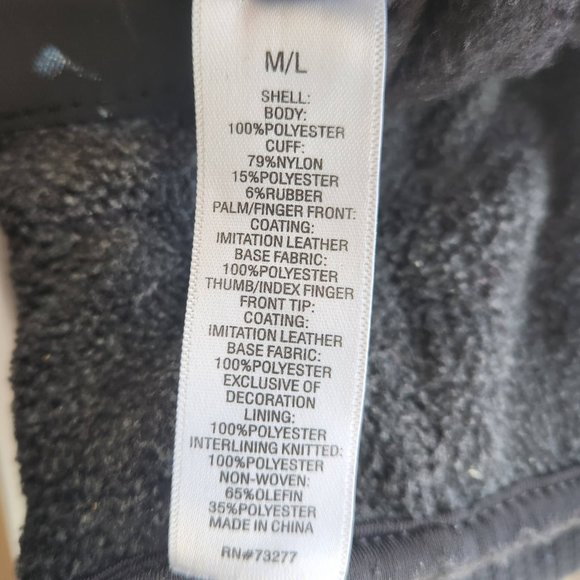 M/L
SHELL:
BODY:
100%POLYESTER
CUFF:
79%NYLON
15%POLYESTER
6%RUBBER
PALM/FINGER FRONT:
COATING:
IMITATION LEATHER
BASE FABRIC:
100%POLYESTER
THUMB/INDEX FINGER
FRONT TIP:
COATING:
IMITATION LEATHER
BASE FABRIC:
100%POLYESTER
EXCLUSIVE OF
DECORATION
LINING:
100%POLYESTER
INTERLINING KNITTED:
100%POLYESTER
NON-WOVEN:
65%OLEFIN
35%POLYESTER
MADE IN CHINA
RN#73277